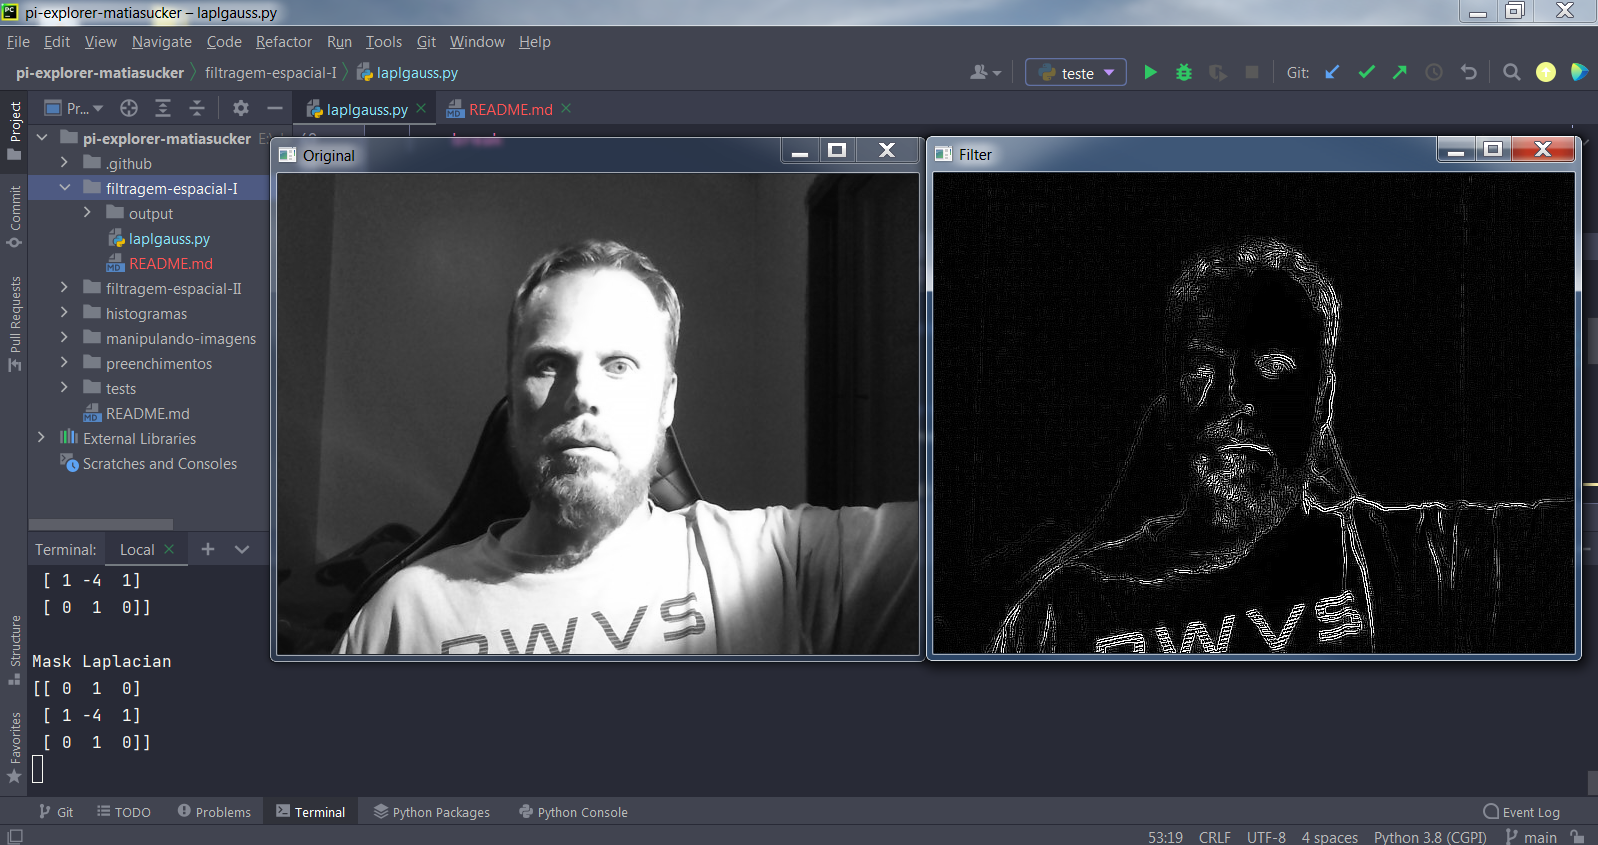 pi-explorer-matiasucker – laplgauss.py
File Edit View Navigate Code Refactor Run Tools Git Window Help
pi-explorer-matiasucker filtragem-espacial-I laplgauss.py teste Git:
Project Pr... laplgauss.py README.md
pi-explorer-matiasucker
break
Original
Filter
.github
filtragem-espacial-I
Commit
output
laplgauss.py
README.md
Pull Requests
filtragem-espacial-II
histogramas
manipulando-imagens
preenchimentos
tests
README.md
External Libraries
Scratches and Consoles
Terminal: Local
[ 1 -4 1]
[ 0 1 0]]
Structure
Mask Laplacian
[[ 0 1 0]
[ 1 -4 1]
[ 0 1 0]]
Favorites
Git TODO Problems Terminal Python Packages Python Console Event Log
53:19 CRLF UTF-8 4 spaces Python 3.8 (CGPI) main